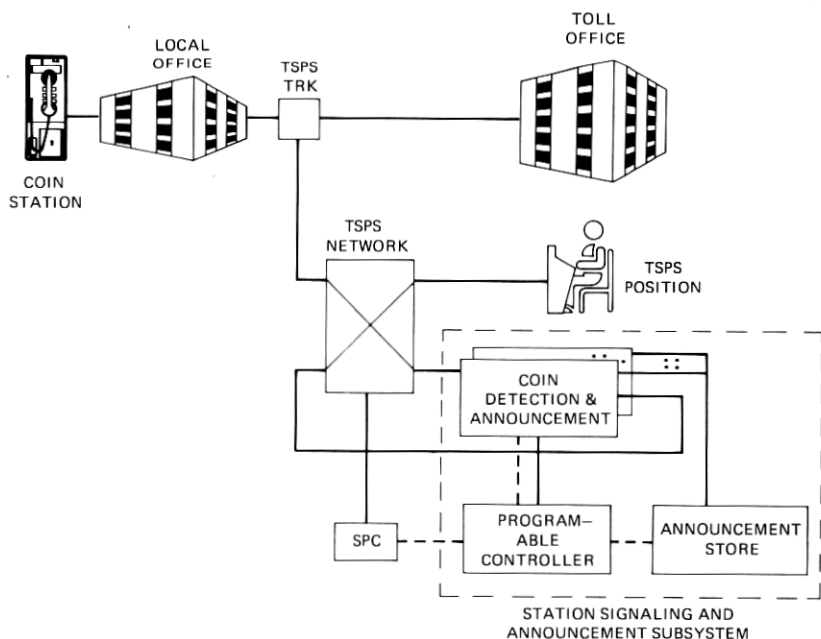 TOLL
OFFICE
LOCAL
OFFICE
TSPS
TRK
COIN
STATION
TSPS
NETWORK
TSPS
POSITION
COIN
DETECTION &
ANNOUNCEMENT
SPC
PROGRAM–
ABLE
CONTROLLER
ANNOUNCEMENT
STORE
STATION SIGNALING AND
ANNOUNCEMENT SUBSYSTEM